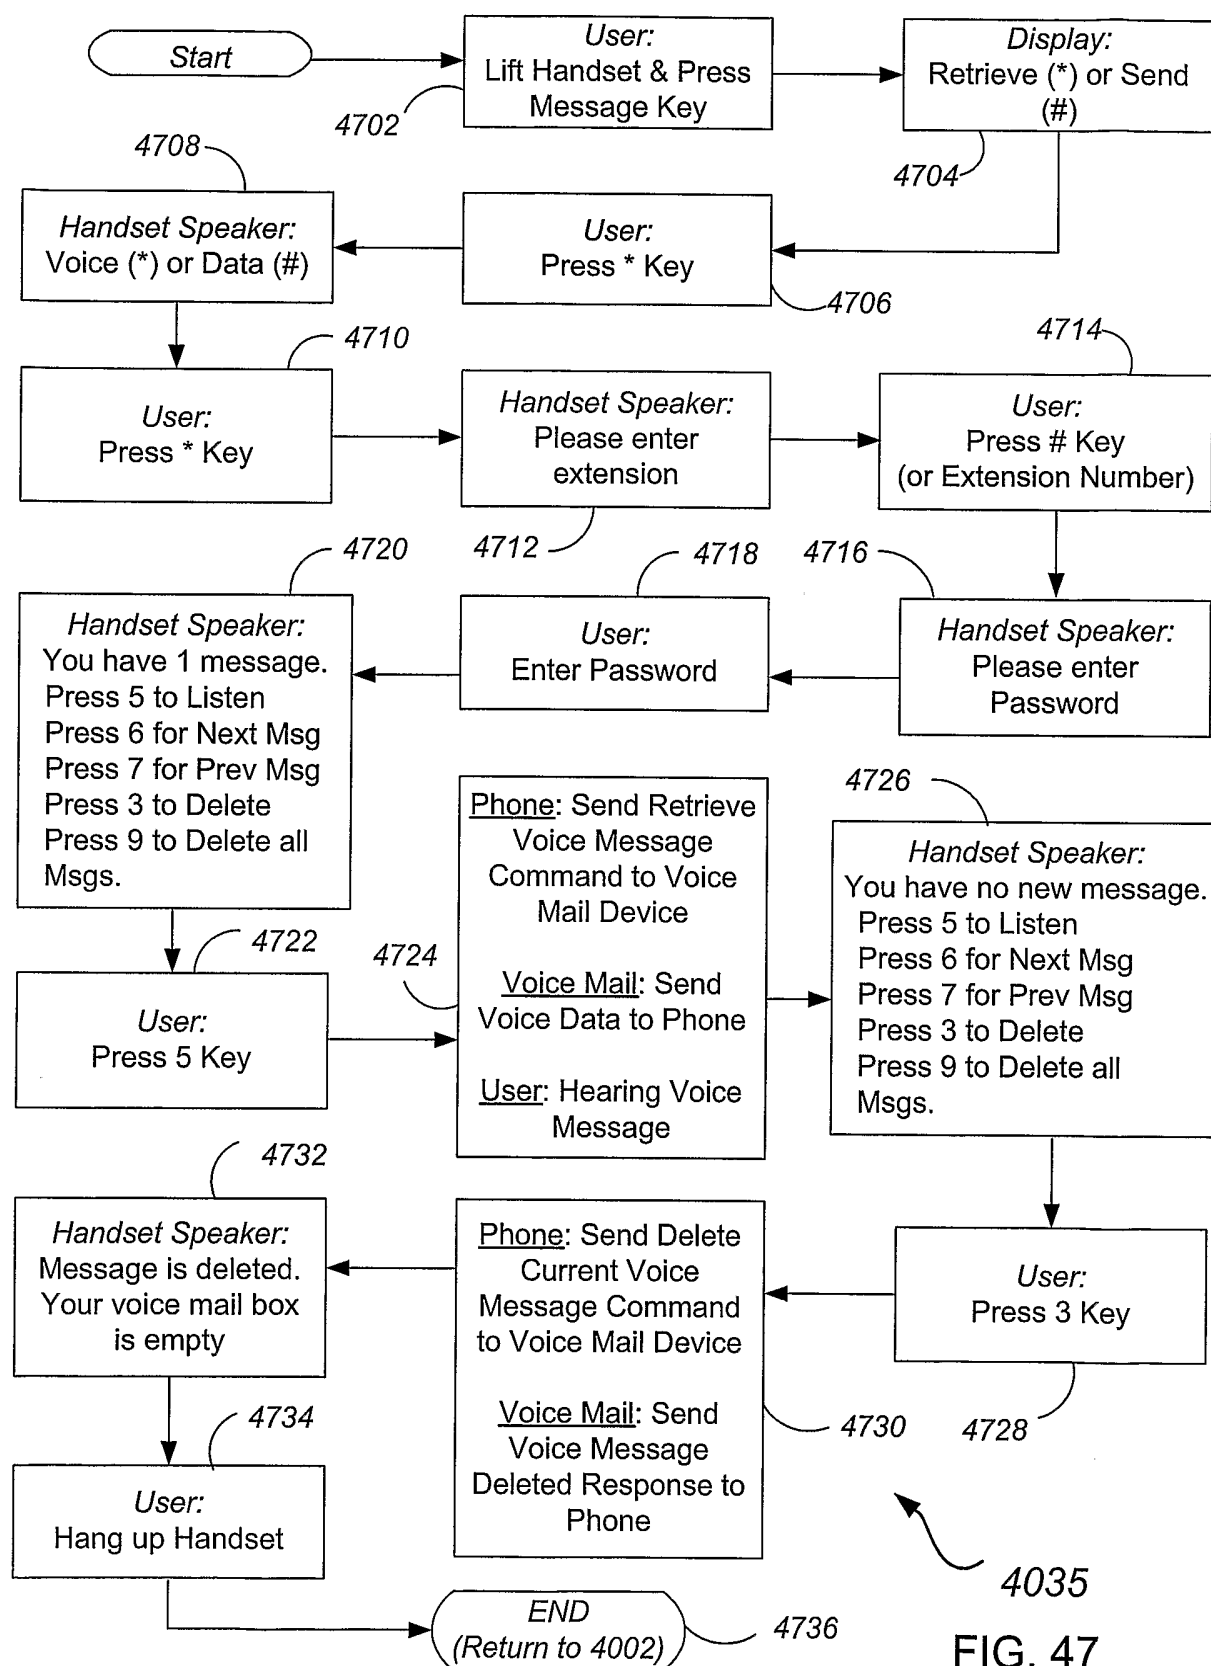 Start
User:
Lift Handset & Press
Message Key
4702
Display:
Retrieve (*) or Send
(#)
4704
User:
Press * Key
4706
4708
Handset Speaker:
Voice (*) or Data (#)
4710
User:
Press * Key
Handset Speaker:
Please enter
extension
4712
4714
User:
Press # Key
(or Extension Number)
4716
Handset Speaker:
Please enter
Password
4718
User:
Enter Password
4720
Handset Speaker:
You have 1 message.
Press 5 to Listen
Press 6 for Next Msg
Press 7 for Prev Msg
Press 3 to Delete
Press 9 to Delete all
Msgs.
4722
User:
Press 5 Key
4724
Phone: Send Retrieve
Voice Message
Command to Voice
Mail Device
Voice Mail: Send
Voice Data to Phone
User: Hearing Voice
Message
4726
Handset Speaker:
You have no new message.
Press 5 to Listen
Press 6 for Next Msg
Press 7 for Prev Msg
Press 3 to Delete
Press 9 to Delete all
Msgs.
User:
Press 3 Key
4728
Phone: Send Delete
Current Voice
Message Command
to Voice Mail Device
Voice Mail: Send
Voice Message
Deleted Response to
Phone
4730
4732
Handset Speaker:
Message is deleted.
Your voice mail box
is empty
4734
User:
Hang up Handset
END
(Return to 4002)
4736
4035
FIG. 47